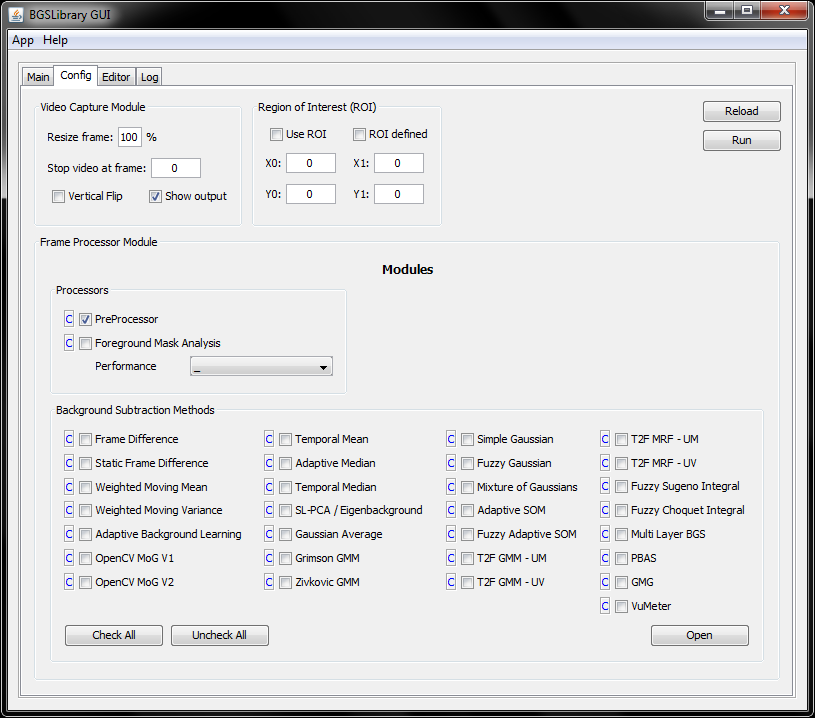 BGSLibrary GUI
App Help
Main Config Editor Log
Video Capture Module
Resize frame: 100 %
Stop video at frame: 0
Vertical Flip Show output
Region of Interest (ROI)
Use ROI ROI defined
X0: 0 X1: 0
Y0: 0 Y1: 0
Reload
Run
Frame Processor Module
Modules
Processors
C PreProcessor
C Foreground Mask Analysis
Performance _
Background Subtraction Methods
C Frame Difference C Temporal Mean C Simple Gaussian C T2F MRF - UM
C Static Frame Difference C Adaptive Median C Fuzzy Gaussian C T2F MRF - UV
C Weighted Moving Mean C Temporal Median C Mixture of Gaussians C Fuzzy Sugeno Integral
C Weighted Moving Variance C SL-PCA / Eigenbackground C Adaptive SOM C Fuzzy Choquet Integral
C Adaptive Background Learning C Gaussian Average C Fuzzy Adaptive SOM C Multi Layer BGS
C OpenCV MoG V1 C Grimson GMM C T2F GMM - UM C PBAS
C OpenCV MoG V2 C Zivkovic GMM C T2F GMM - UV C GMG
C VuMeter
Check All Uncheck All Open